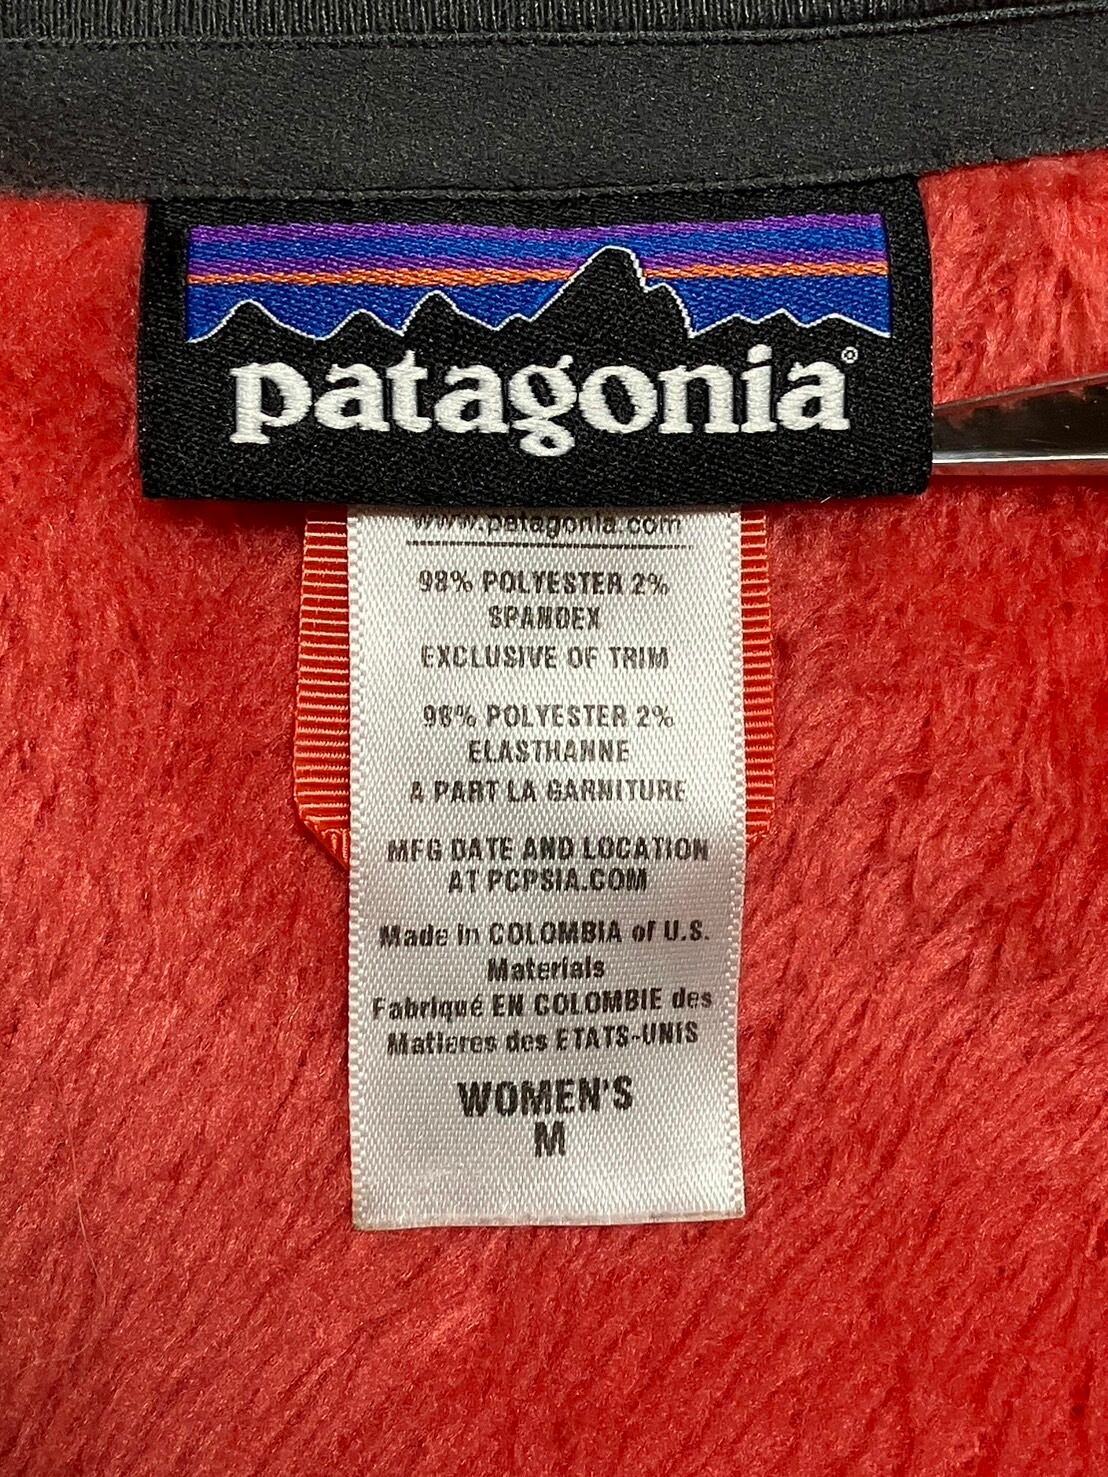 patagonia®
www.patagonia.com
98% POLYESTER 2%
SPANDEX
EXCLUSIVE OF TRIM
98% POLYESTER 2%
ELASTHANNE
A PART LA GARNITURE
MFG DATE AND LOCATION
AT PCPSIA.COM
Made in COLOMBIA of U.S.
Materials
Fabriqué EN COLOMBIE des
Matieres des ETATS-UNIS
WOMEN'S
M